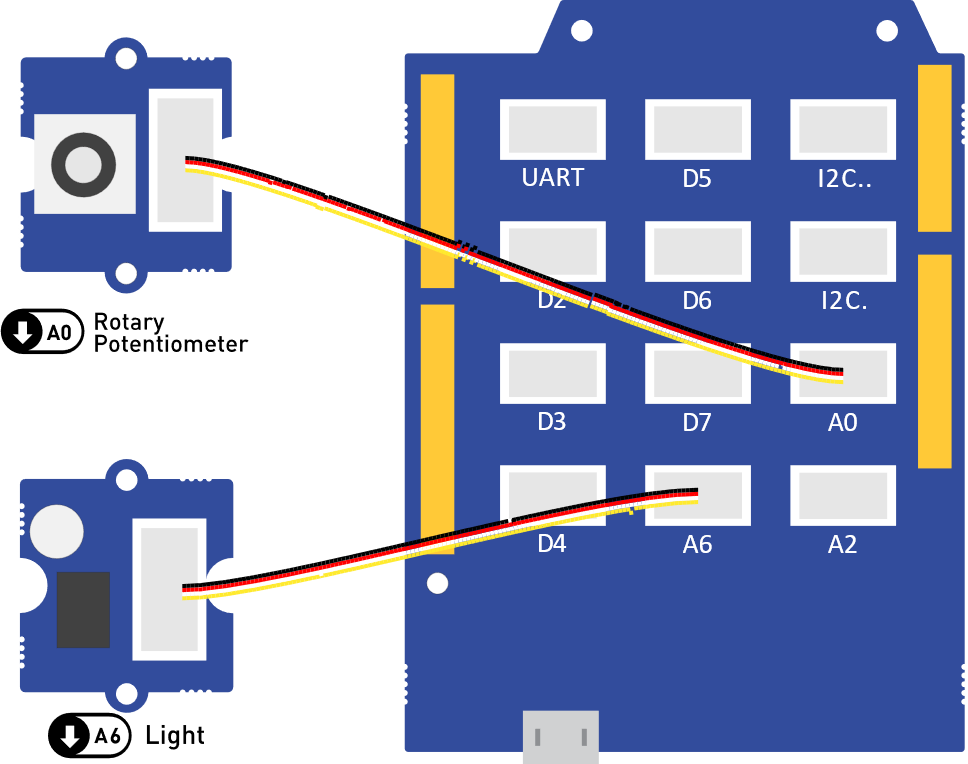 UART D5 I2C..
D2 D6 I2C.
A0 Rotary
Potentiometer
D3 D7 A0
D4 A6 A2
A6 Light